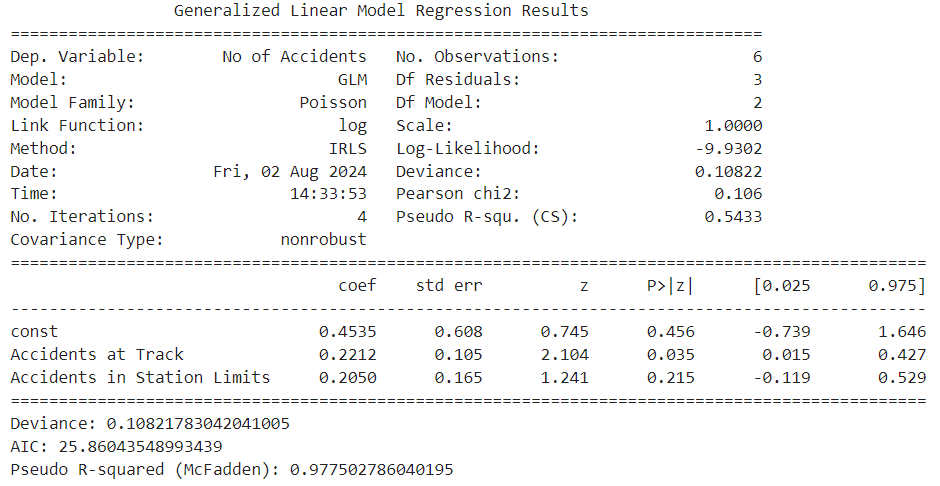 Generalized Linear Model Regression Results
==============================================================================
Dep. Variable: No of Accidents No. Observations: 6
Model: GLM Df Residuals: 3
Model Family: Poisson Df Model: 2
Link Function: log Scale: 1.0000
Method: IRLS Log-Likelihood: -9.9302
Date: Fri, 02 Aug 2024 Deviance: 0.10822
Time: 14:33:53 Pearson chi2: 0.106
No. Iterations: 4 Pseudo R-squ. (CS): 0.5433
Covariance Type: nonrobust
===============================================================================================
coef std err z P>|z| [0.025 0.975]
-----------------------------------------------------------------------------------------------
const 0.4535 0.608 0.745 0.456 -0.739 1.646
Accidents at Track 0.2212 0.105 2.104 0.035 0.015 0.427
Accidents in Station Limits 0.2050 0.165 1.241 0.215 -0.119 0.529
===============================================================================================
Deviance: 0.10821783042041005
AIC: 25.86043548993439
Pseudo R-squared (McFadden): 0.977502786040195